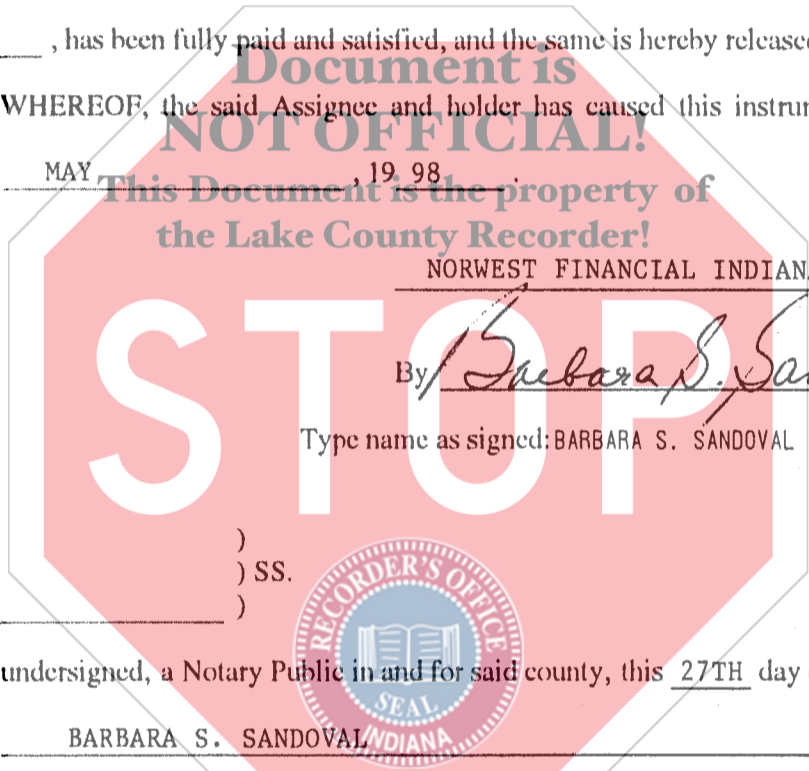 , has been fully paid and satisfied, and the same is hereby released
Document is
WHEREOF, the said Assignee and holder has caused this
NOT OFFICIAL!
MAY , 19 98 .
This Document is the property of
the Lake County Recorder!
NORWEST FINANCIAL
STOP
By Barbara S.
Type name as signed: BARBARA S. SANDOVAL
)
) SS.
)
RECORDER'S OFFICE
SEAL
INDIANA
undersigned, a Notary Public in and for said county, this 27TH day
BARBARA S. SANDOVAL